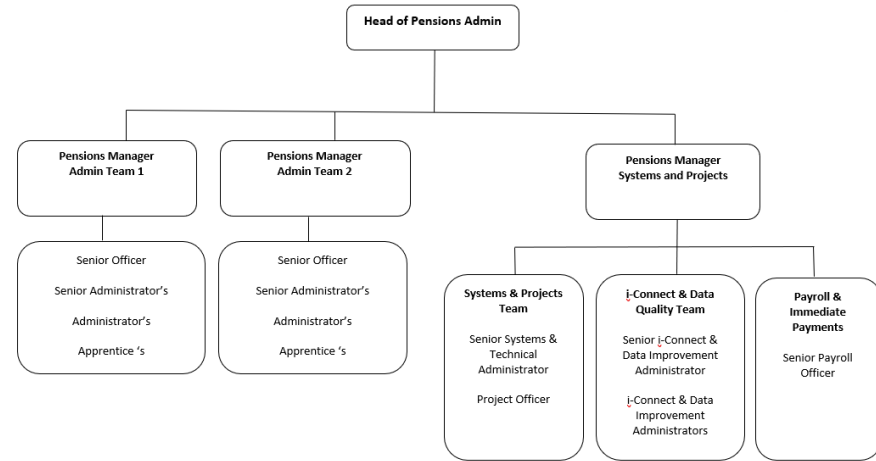 Head of Pensions Admin
Pensions Manager
Admin Team 1
Pensions Manager
Admin Team 2
Pensions Manager
Systems and Projects
Senior Officer
Senior Administrator’s
Administrator’s
Apprentice ‘s
Senior Officer
Senior Administrator’s
Administrator’s
Apprentice ‘s
Systems & Projects
Team
Senior Systems &
Technical
Administrator
Project Officer
i-Connect & Data
Quality Team
Senior i-Connect &
Data Improvement
Administrator
i-Connect & Data
Improvement
Administrators
Payroll &
Immediate
Payments
Senior Payroll
Officer